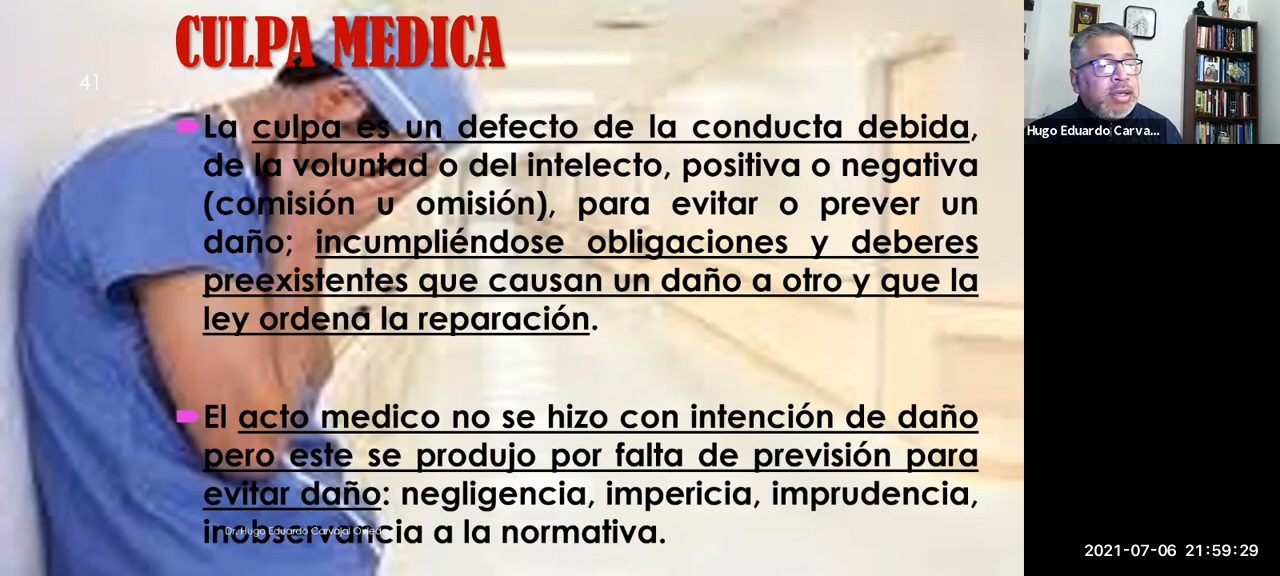 CULPA MEDICA
41
La culpa es un defecto de la conducta debida,
de la voluntad o del intelecto, positiva o negativa
(comisión u omisión), para evitar o prever un
daño; incumpliéndose obligaciones y deberes
preexistentes que causan un daño a otro y que la
ley ordena la reparación.
El acto medico no se hizo con intención de daño
pero este se produjo por falta de previsión para
evitar daño: negligencia, impericia, imprudencia,
inobservancia a la normativa.
Dr. Hugo Eduardo Carvajal Oviedo
Hugo Eduardo Carva...
2021-07-06 21:59:29